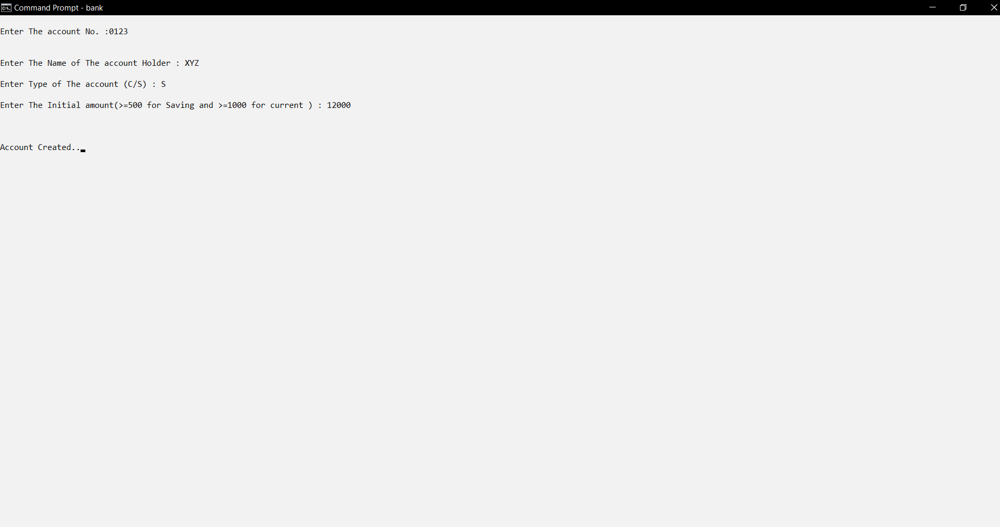 Command Prompt - bank
Enter The account No. :0123
Enter The Name of The account Holder : XYZ
Enter Type of The account (C/S) : S
Enter The Initial amount(>=500 for Saving and >=1000 for current ) : 12000
Account Created..